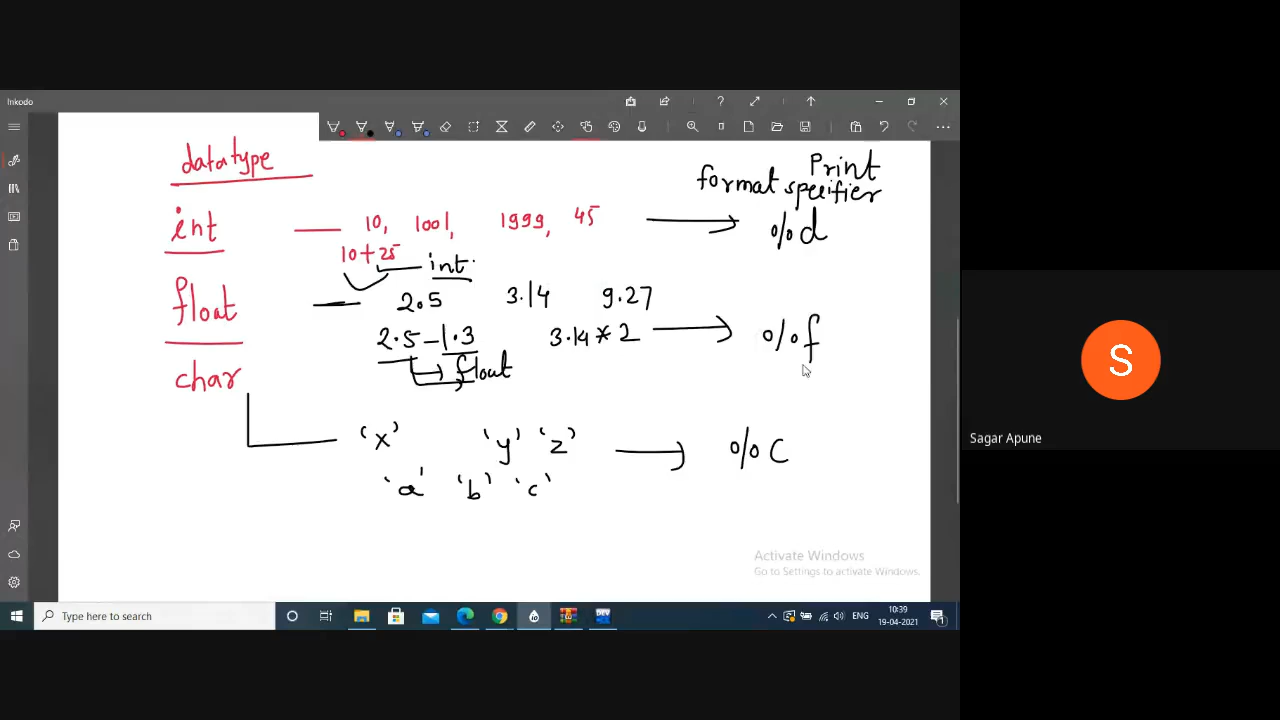 Inkodo
datatype
Print
format specifier
int 10, 1001, 1999, 45 %d
10+25 int.
float 2.5 3.14 9.27
2.5-1.3 3.14*2 %f
float
char
'x' 'y' 'z' %c
'a' 'b' 'c'
S
Sagar Apune
Activate Windows
Go to Settings to activate Windows.
Type here to search
DEV
ENG
10:39
19-04-2021
1